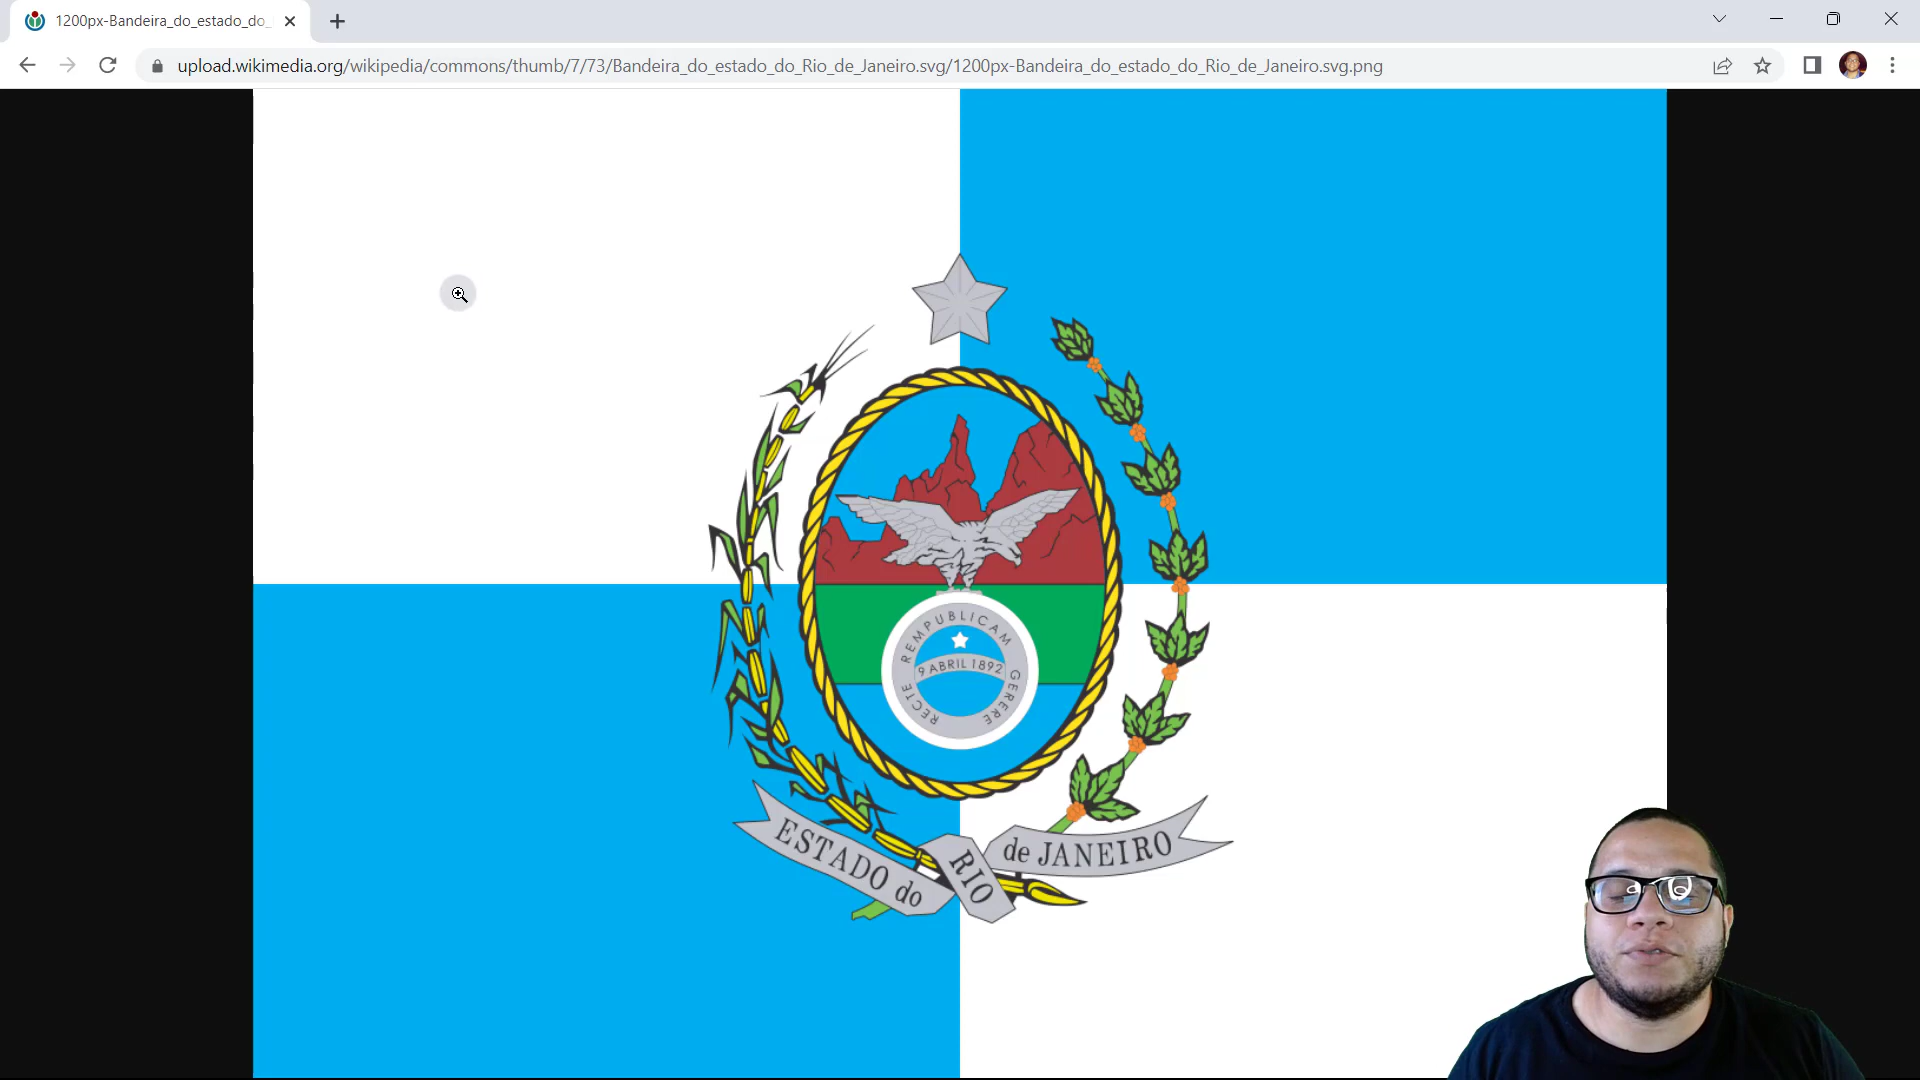 1200px-Bandeira_do_estado_do_
upload.wikimedia.org/wikipedia/commons/thumb/7/73/Bandeira_do_estado_do_Rio_de_Janeiro.svg/1200px-Bandeira_do_estado_do_Rio_de_Janeiro.svg.png
RECTE REMPUBLICAM GERERE
9 ABRIL 1892
ESTADO do RIO de JANEIRO